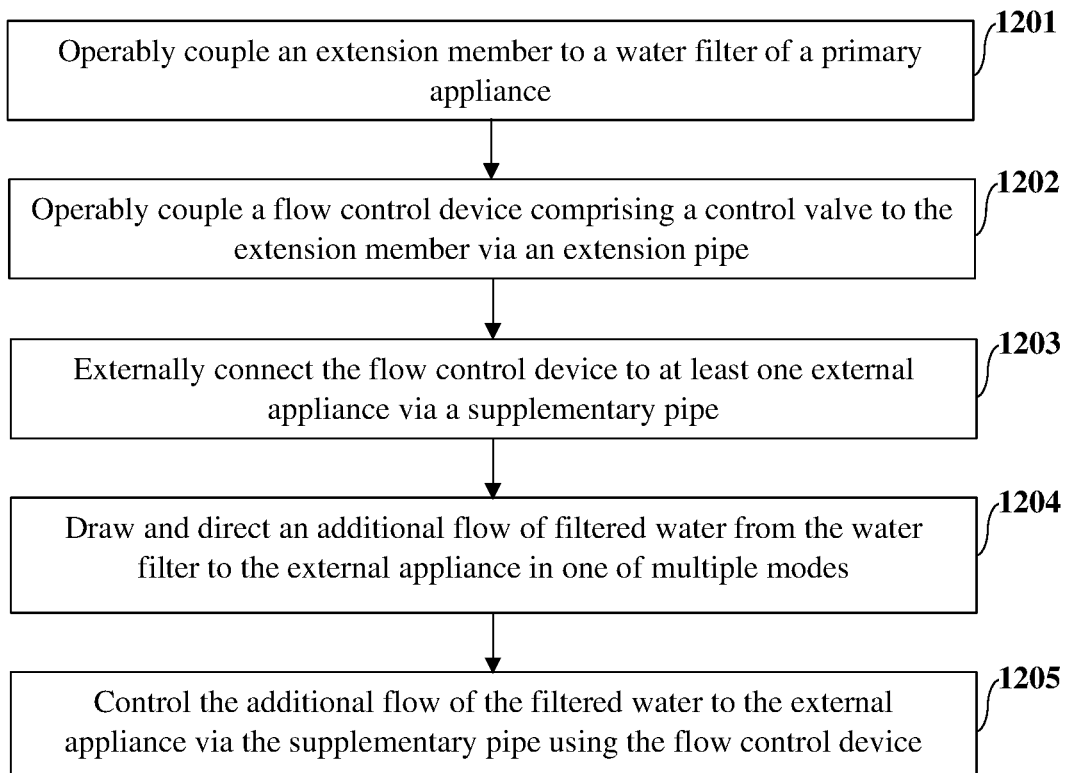 1201
Operably couple an extension member to a water filter of a primary
appliance
1202
Operably couple a flow control device comprising a control valve to the
extension member via an extension pipe
1203
Externally connect the flow control device to at least one external
appliance via a supplementary pipe
1204
Draw and direct an additional flow of filtered water from the water
filter to the external appliance in one of multiple modes
1205
Control the additional flow of the filtered water to the external
appliance via the supplementary pipe using the flow control device